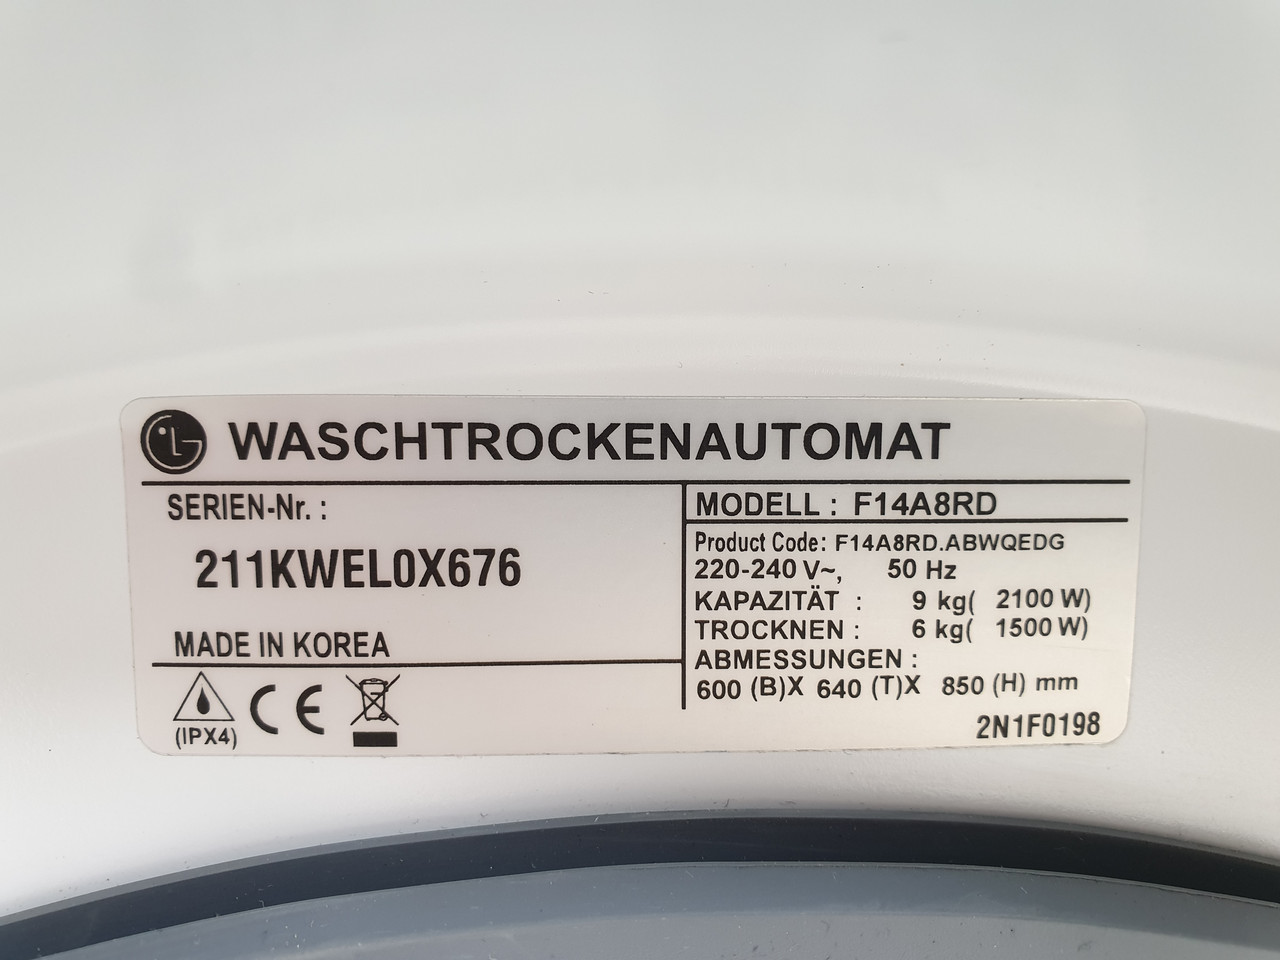 LG WASCHTROCKENAUTOMAT
SERIEN-Nr. :
211KWEL0X676
MADE IN KOREA
(IPX4)
CE
MODELL : F14A8RD
Product Code: F14A8RD.ABWQEDG
220-240 V~, 50 Hz
KAPAZITÄT : 9 kg( 2100 W)
TROCKNEN : 6 kg( 1500 W)
ABMESSUNGEN :
600 (B)X 640 (T)X 850 (H) mm
2N1F0198